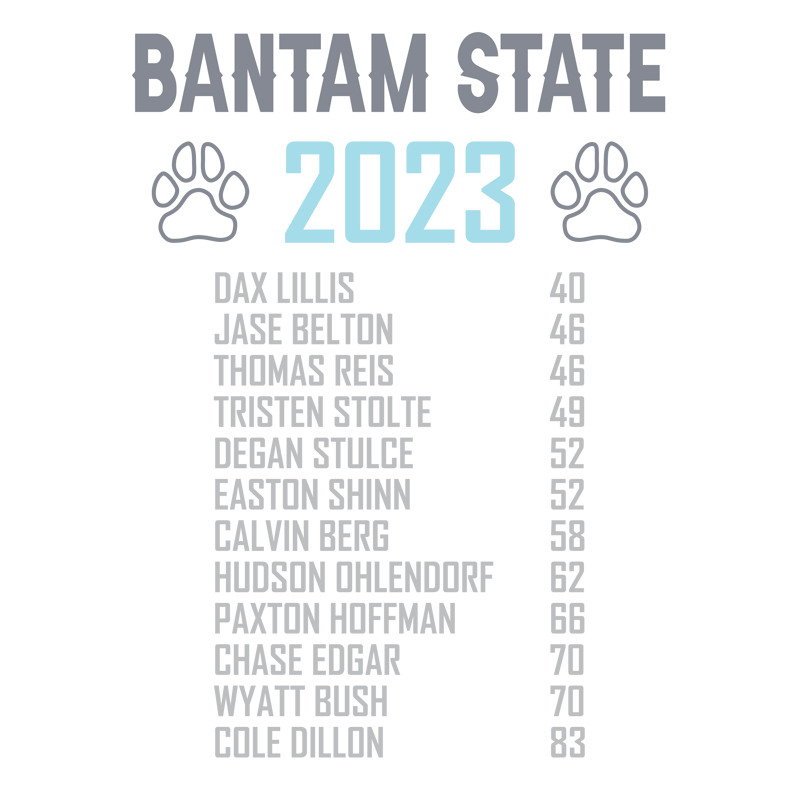 BANTAM STATE
2023
DAX LILLIS 40
JASE BELTON 46
THOMAS REIS 46
TRISTEN STOLTE 49
DEGAN STULCE 52
EASTON SHINN 52
CALVIN BERG 58
HUDSON OHLENDORF 62
PAXTON HOFFMAN 66
CHASE EDGAR 70
WYATT BUSH 70
COLE DILLON 83